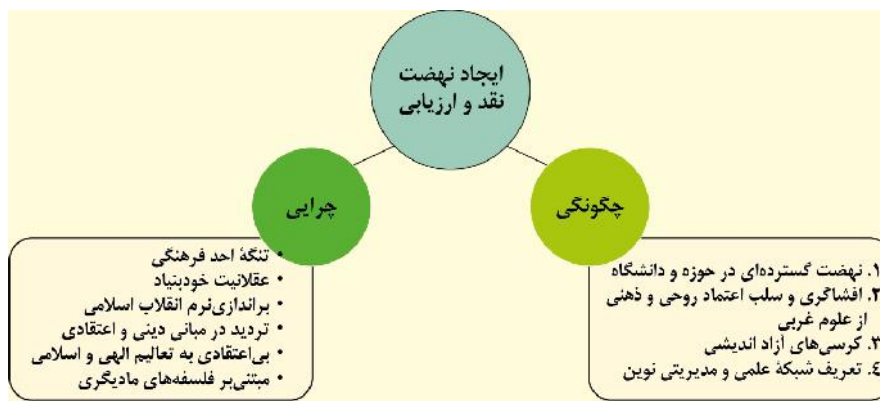 ایجاد نهضت
نقد و ارزیابی
چگونگی
۱. نهضت گسترده‌ای در حوزه و دانشگاه
۲. افشاگری و سلب اعتماد روحی و ذهنی
از علوم غربی
۳. کرسی‌های آزاد اندیشی
۴. تعریف شبکهٔ علمی و مدیریتی نوین
چرایی
• تنگهٔ احد فرهنگی
• عقلانیت خودبنیاد
• براندازی‌نرم انقلاب اسلامی
• تردید در مبانی دینی و اعتقادی
• بی‌اعتقادی به تعالیم الهی و اسلامی
• مبتنی‌بر فلسفه‌های مادیگری